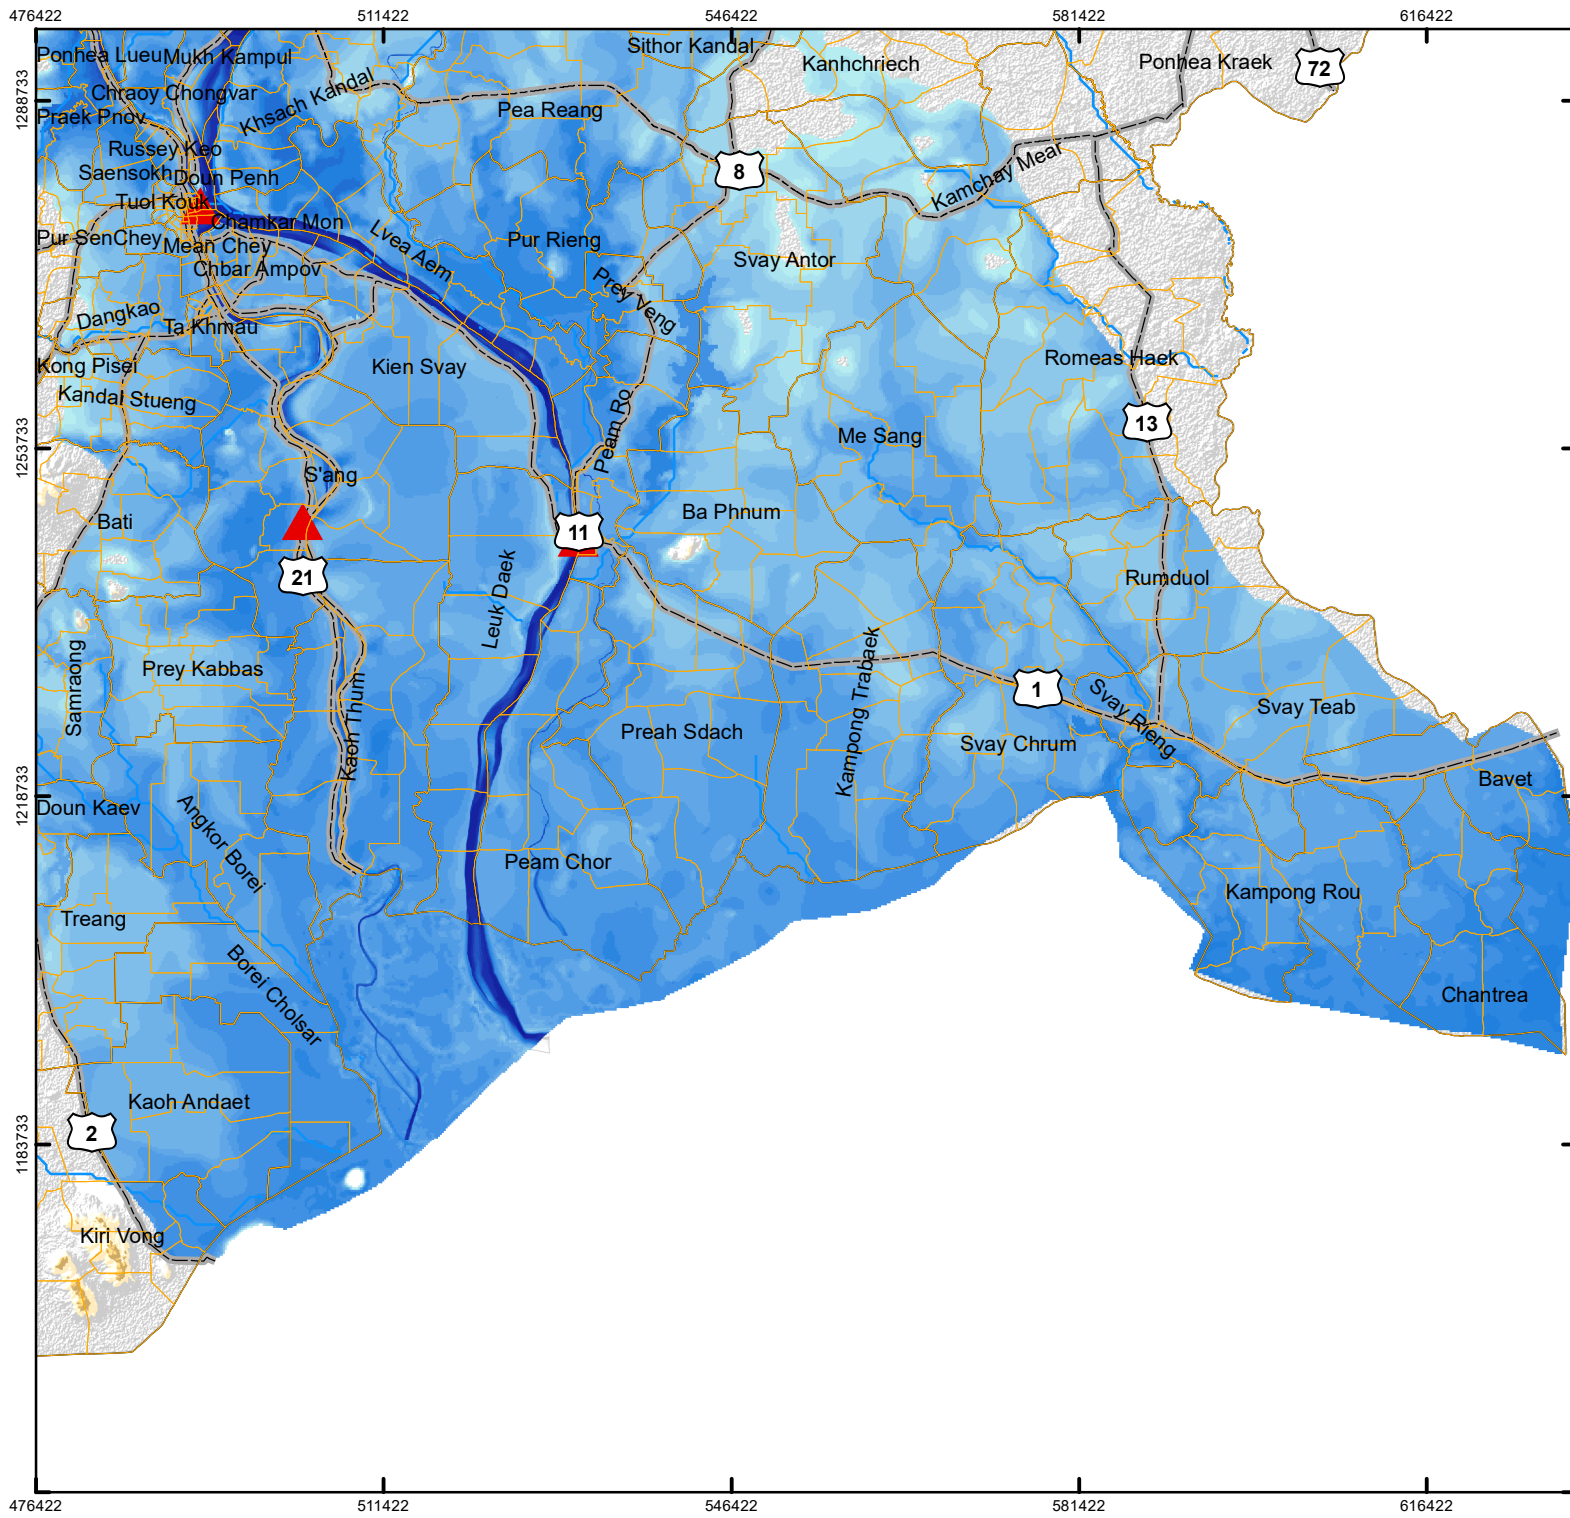 476422
511422
546422
581422
616422
Ponnea Lueu
Mukh Kampul
Sithor Kandal
Kanhchriech
Ponhea Kraek
72
1288733
Chraoy Chongvar
Khsach Kandal
Pea Reang
Praek Pnov
Russey Keo
Saensokh
Doun Penh
8
Kamchay Mear
Tuol Kouk
Chamkar Mon
Lvea Aem
Pur SenChey
Mean Chey
Pur Rieng
Svay Antor
Chbar Ampov
Prey Veng
Dangkao
Ta Khmau
Kong Pisei
Kien Svay
Romeas Haek
Kandal Stueng
Peam Ro
13
Me Sang
1253733
S'ang
Bati
Ba Phnum
11
21
Leuk Daek
Rumduol
Samraong
Prey Kabbas
Kaoh Thum
Kampong Trabaek
1
Svay Rieng
Svay Teab
Preah Sdach
Svay Chrum
Bavet
1218733
Doun Kaev
Angkor Borei
Peam Chor
Kampong Rou
Treang
Borei Cholsar
Chantrea
Kaoh Andaet
2
1183733
Kiri Vong
476422
511422
546422
581422
616422